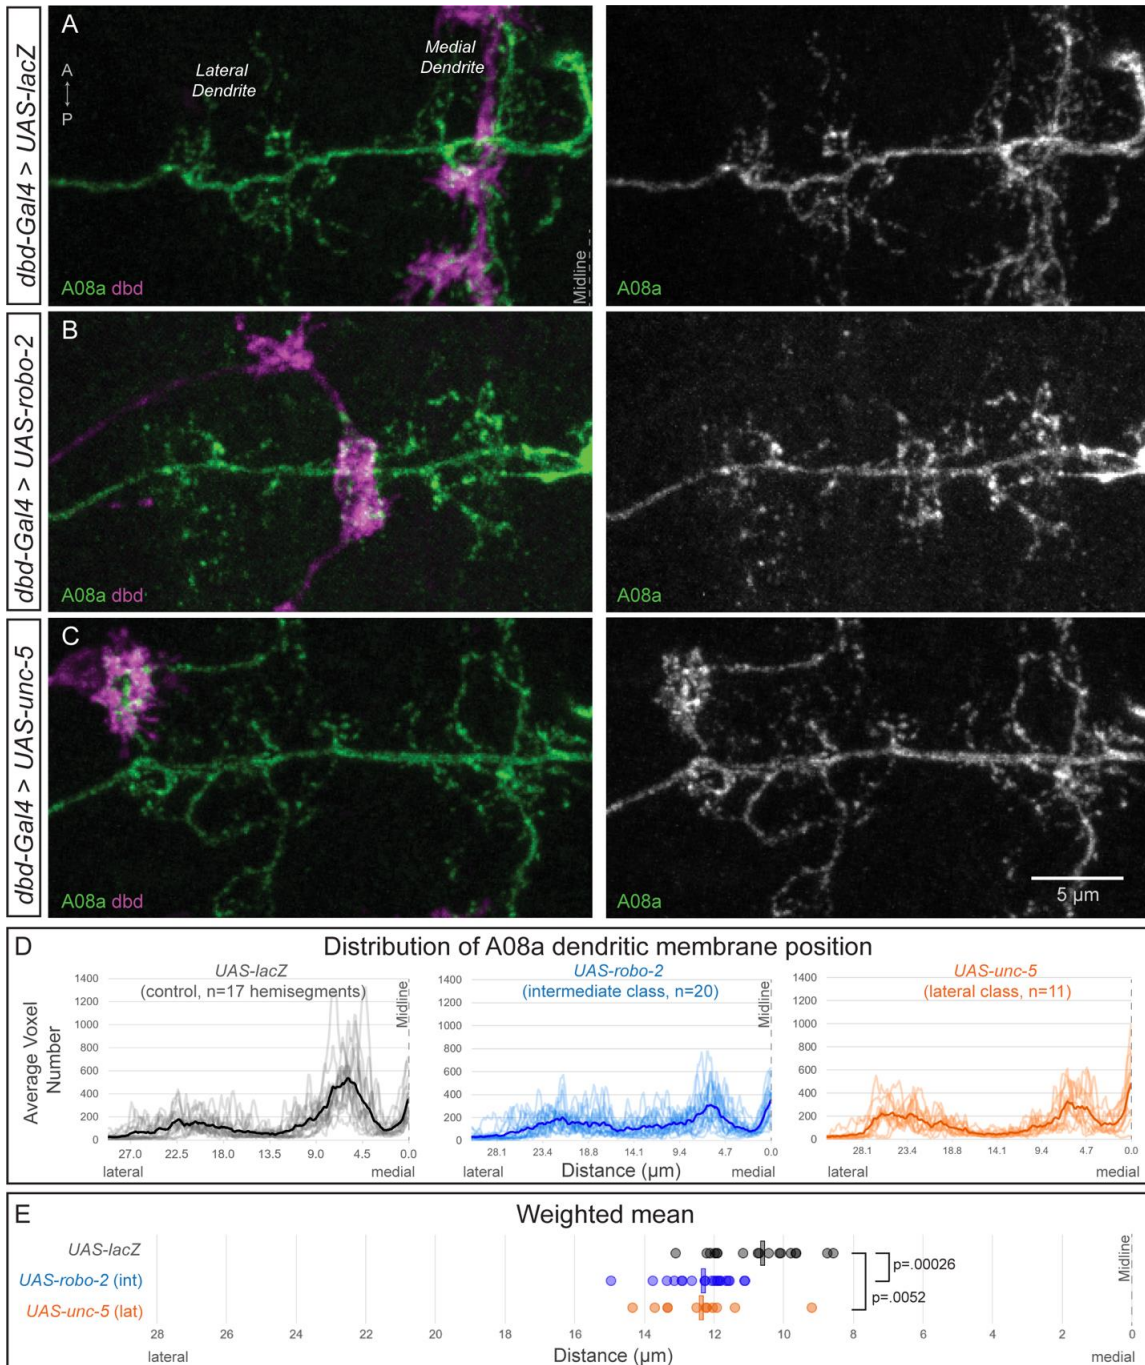 dbd-Gal4 > UAS-lacZ
A
A
P
Lateral
Dendrite
Medial
Dendrite
Midline
A08a dbd
A08a
dbd-Gal4 > UAS-robo-2
B
A08a dbd
A08a
dbd-Gal4 > UAS-unc-5
C
A08a dbd
A08a
5 µm
D
Distribution of A08a dendritic membrane position
UAS-lacZ
(control, n=17 hemisegments)
UAS-robo-2
(intermediate class, n=20)
UAS-unc-5
(lateral class, n=11)
Average Voxel
Number
1400
1200
1000
800
600
400
200
0
Midline
27.0 22.5 18.0 13.5 9.0 4.5 0.0
lateral medial
1400
1200
1000
800
600
400
200
0
Midline
28.1 23.4 18.8 14.1 9.4 4.7 0.0
lateral Distance (µm) medial
1400
1200
1000
800
600
400
200
0
28.1 23.4 18.8 14.1 9.4 4.7 0.0
lateral medial
E
Weighted mean
UAS-lacZ
UAS-robo-2 (int)
UAS-unc-5 (lat)
p=.00026
p=.0052
Midline
28 26 24 22 20 18 16 14 12 10 8 6 4 2 0
lateral Distance (µm) medial